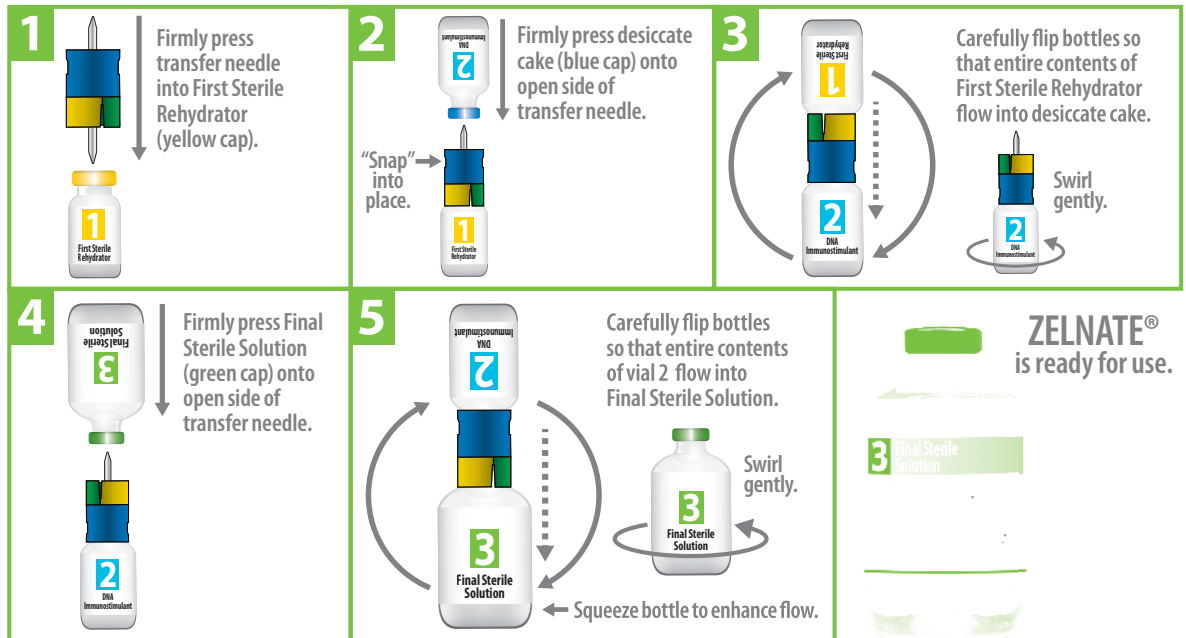 1
Firmly press
transfer needle
into First Sterile
Rehydrator
(yellow cap).
1
First Sterile
Rehydrator
2
DNA
Immunostimulant
2
Firmly press desiccate
cake (blue cap) onto
open side of
transfer needle.
“Snap”
into
place.
1
First Sterile
Rehydrator
3
First Sterile
Rehydrator
1
2
DNA
Immunostimulant
Carefully flip bottles so
that entire contents of
First Sterile Rehydrator
flow into desiccate cake.
Swirl
gently.
2
DNA
Immunostimulant
4
Final Sterile
Solution
3
Firmly press Final
Sterile Solution
(green cap) onto
open side of
transfer needle.
2
DNA
Immunostimulant
5
DNA
Immunostimulant
2
3
Final Sterile
Solution
Carefully flip bottles
so that entire contents
of vial 2 flow into
Final Sterile Solution.
Swirl
gently.
3
Final Sterile
Solution
Squeeze bottle to enhance flow.
ZELNATE®
is ready for use.
3 Final Sterile
Solution